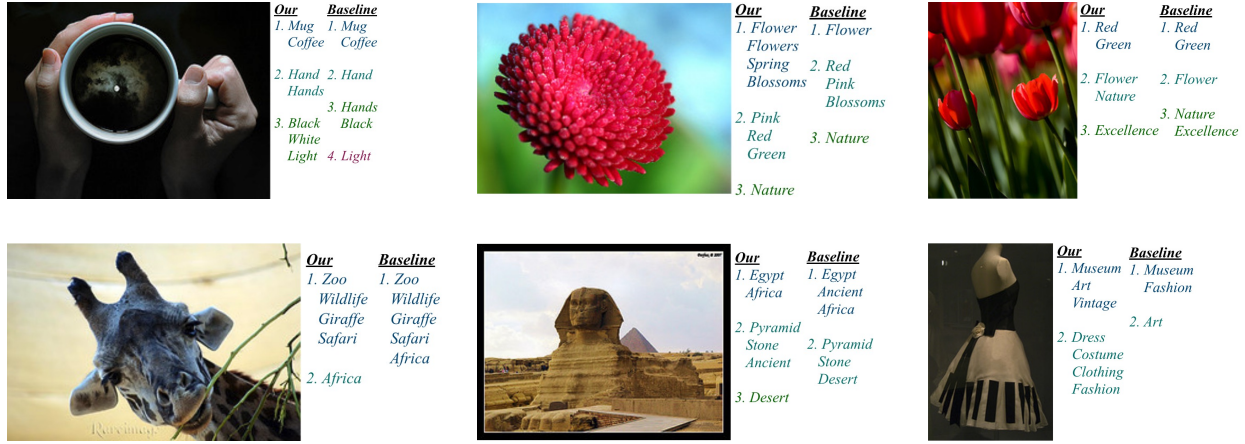 Our Baseline
1. Mug 1. Mug
Coffee Coffee
2. Hand 2. Hand
Hands
3. Hands
3. Black Black
White
Light 4. Light
Our Baseline
1. Flower 1. Flower
Flowers
Spring 2. Red
Blossoms Pink
Blossoms
2. Pink
Red 3. Nature
Green
3. Nature
Our Baseline
1. Red 1. Red
Green Green
2. Flower 2. Flower
Nature
3. Nature
3. Excellence Excellence
Our Baseline
1. Zoo 1. Zoo
Wildlife Wildlife
Giraffe Giraffe
Safari Safari
Africa
2. Africa
Our Baseline
1. Egypt 1. Egypt
Africa Ancient
Africa
2. Pyramid
Stone 2. Pyramid
Ancient Stone
Desert
3. Desert
Our Baseline
1. Museum 1. Museum
Art Fashion
Vintage
2. Art
2. Dress
Costume
Clothing
Fashion